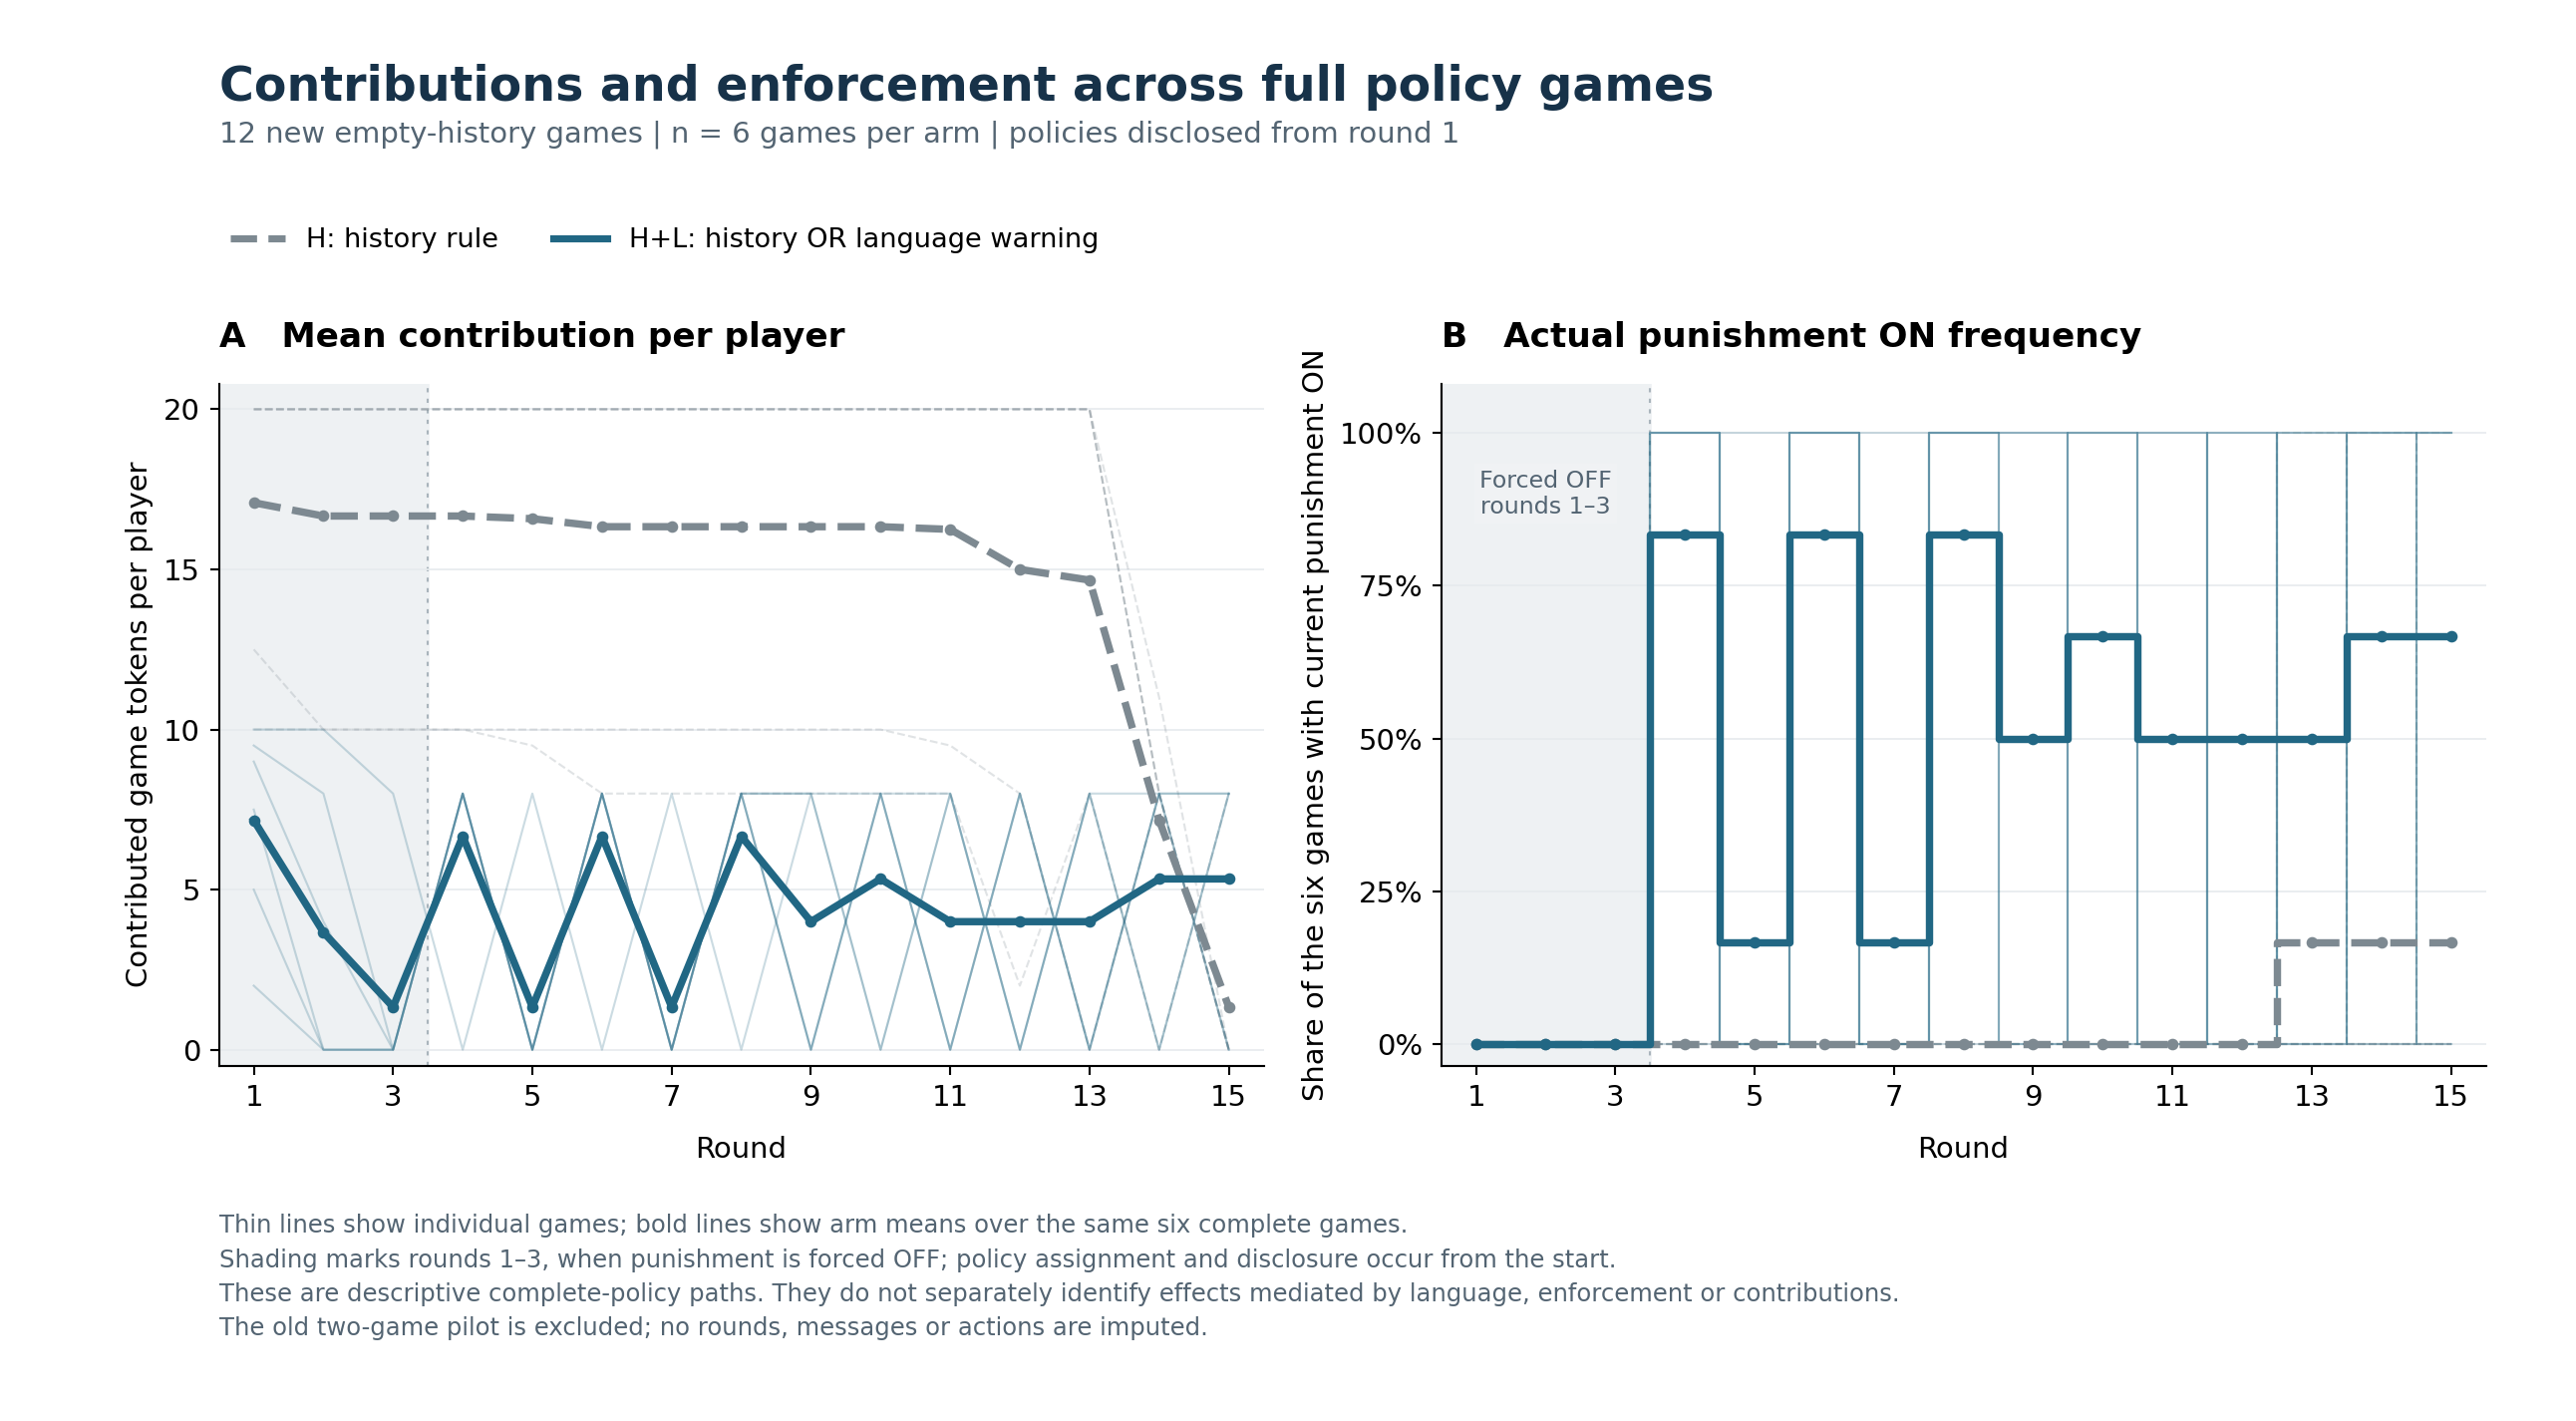 Contributions and enforcement across full policy games
12 new empty-history games | n = 6 games per arm | policies disclosed from round 1
H: history rule
H+L: history OR language warning
A Mean contribution per player
Contributed game tokens per player
20
15
10
5
0
1 3 5 7 9 11 13 15
Round
B Actual punishment ON frequency
Share of the six games with current punishment ON
100%
75%
50%
25%
0%
Forced OFF
rounds 1–3
1 3 5 7 9 11 13 15
Round
Thin lines show individual games; bold lines show arm means over the same six complete games.
Shading marks rounds 1–3, when punishment is forced OFF; policy assignment and disclosure occur from the start.
These are descriptive complete-policy paths. They do not separately identify effects mediated by language, enforcement or contributions.
The old two-game pilot is excluded; no rounds, messages or actions are imputed.